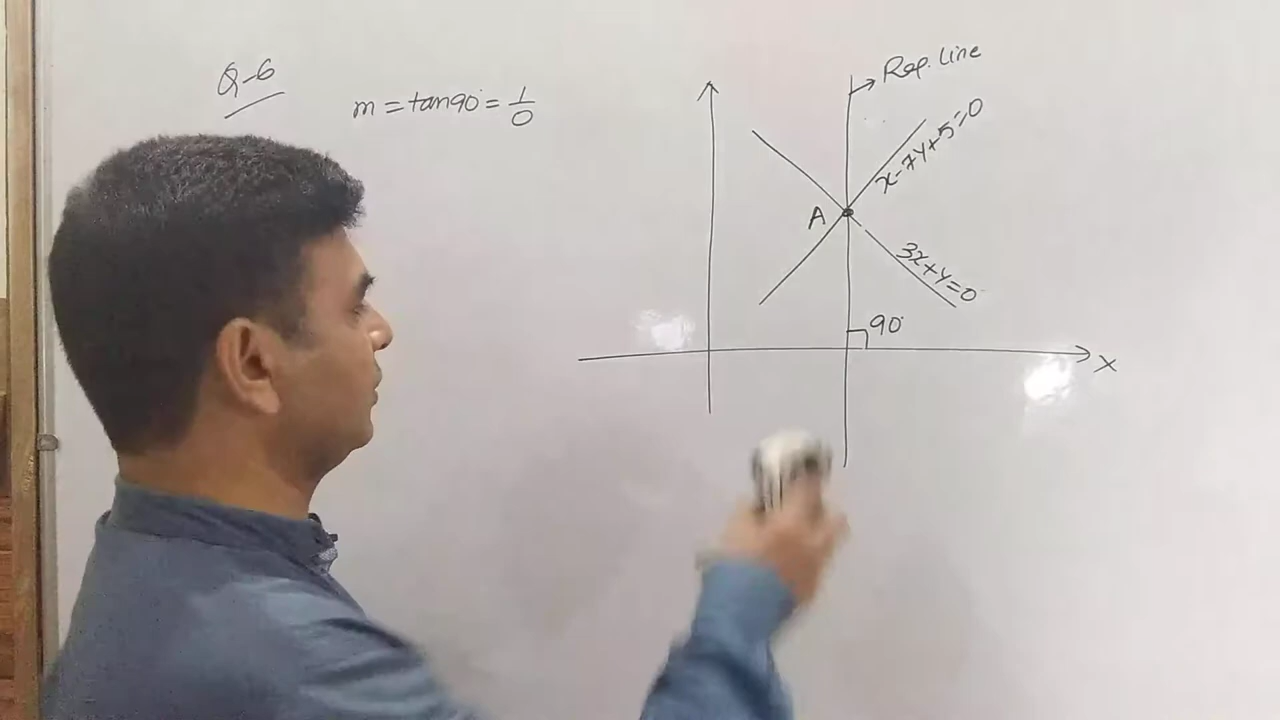 Q-6
m = tan90° = 1/0
Req. Line
x-7y+5=0
A
3x+y=0
90°
x